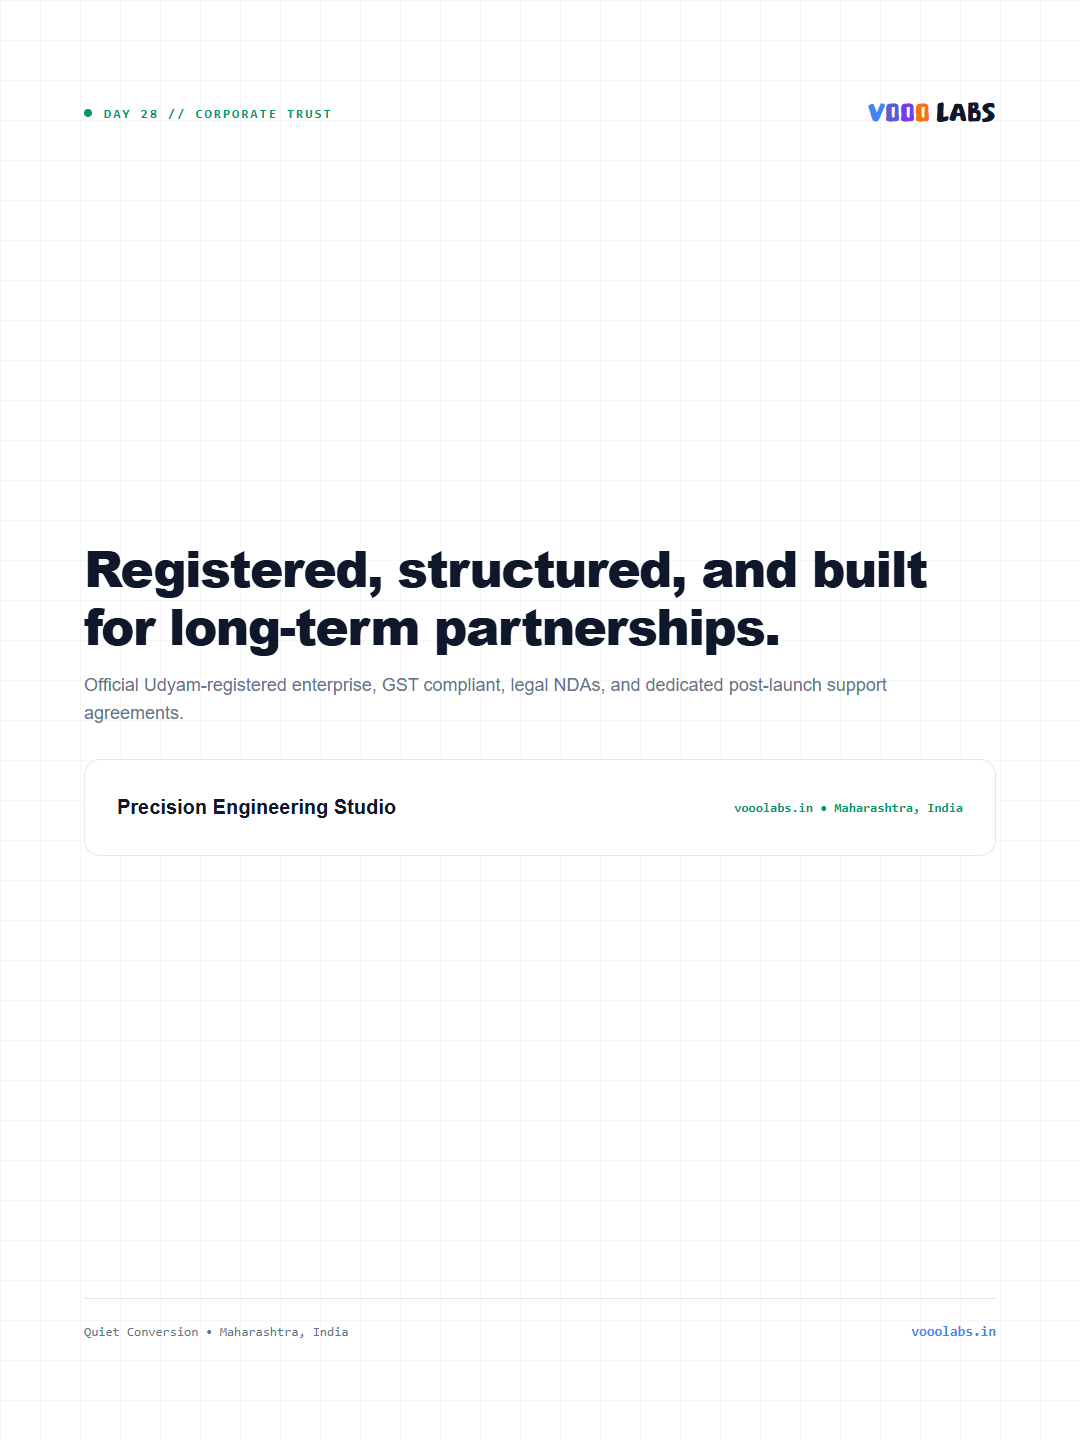 DAY 28 // CORPORATE TRUST
VOOO LABS
Registered, structured, and built
for long-term partnerships.
Official Udyam-registered enterprise, GST compliant, legal NDAs, and dedicated post-launch support
agreements.
Precision Engineering Studio
vooolabs.in • Maharashtra, India
Quiet Conversion • Maharashtra, India
vooolabs.in